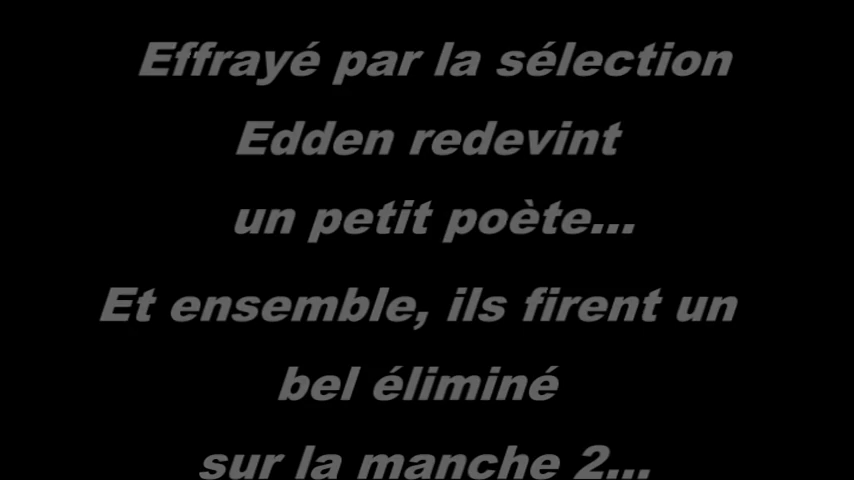 Effrayé par la sélection
Edden redevint
un petit poète...
Et ensemble, ils firent un
bel éliminé
sur la manche 2...